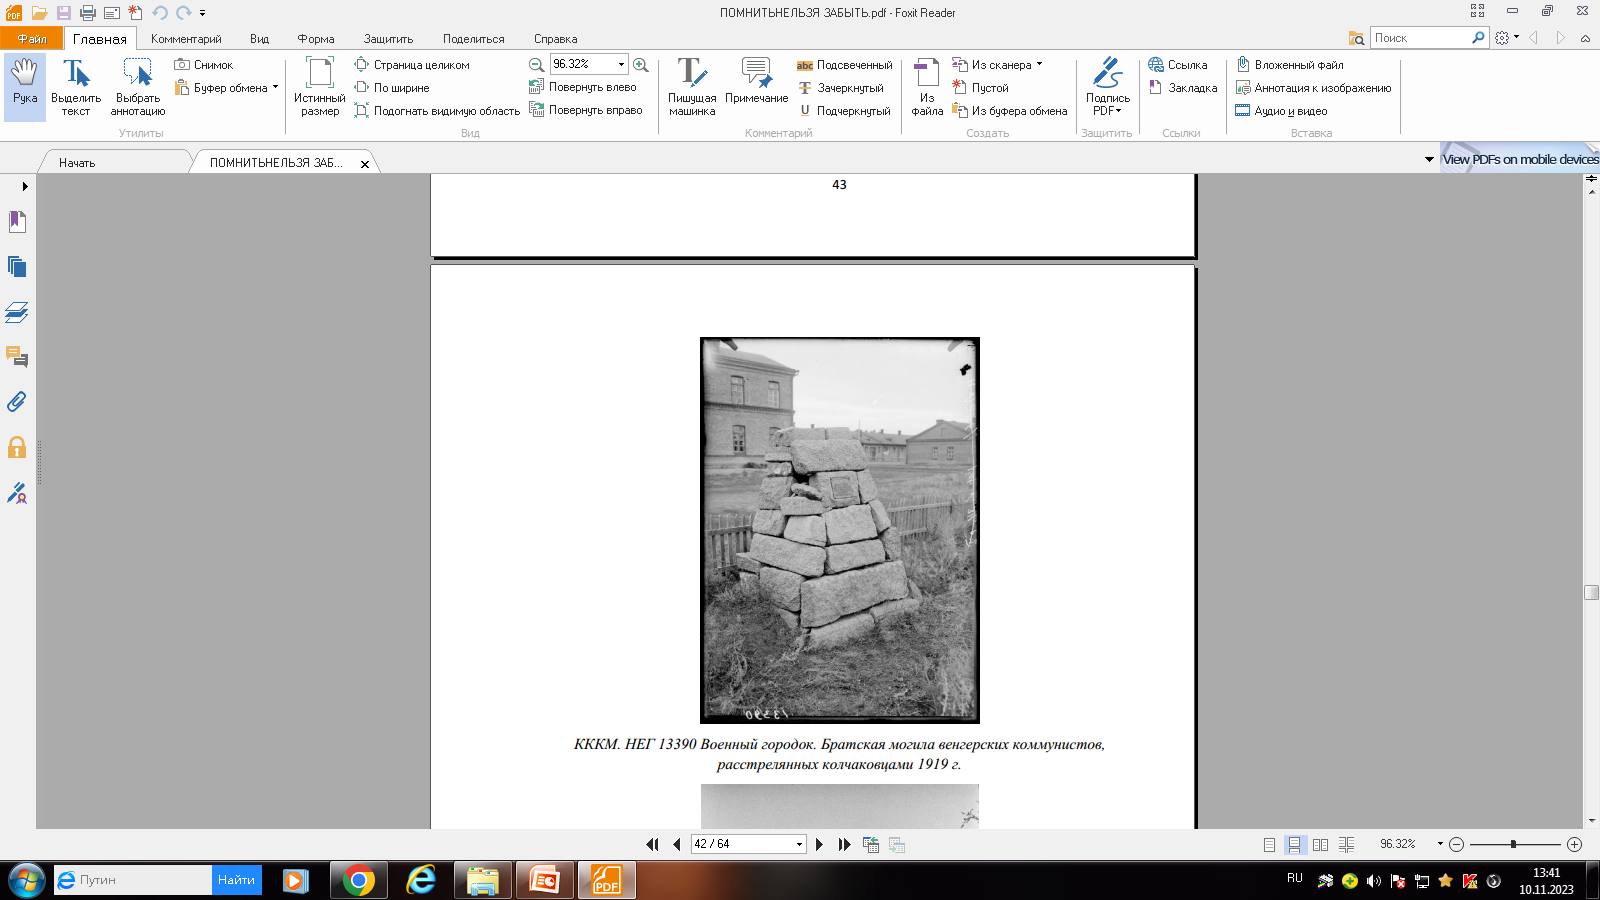 ПОМНИТЬНЕЛЬЗЯ ЗАБЫТЬ.pdf - Foxit Reader
Файл Главная Комментарий Вид Форма Защитить Поделиться Справка Поиск
Рука
Выделить текст
Выбрать аннотацию
Снимок
Буфер обмена
Утилиты
Истинный размер
Страница целиком
По ширине
Подогнать видимую область
96.32%
Повернуть влево
Повернуть вправо
Вид
Пишущая машинка
Примечание
abc Подсвеченный
Зачеркнутый
Подчеркнутый
Комментарий
Из файла
Из сканера
Пустой
Из буфера обмена
Создать
Подпись PDF
Защитить
Ссылка
Закладка
Ссылки
Вложенный файл
Аннотация к изображению
Аудио и видео
Вставка
Начать ПОМНИТЬНЕЛЬЗЯ ЗАБ... View PDFs on mobile devices
43
13390
КККМ. НЕГ 13390 Военный городок. Братская могила венгерских коммунистов,
расстрелянных колчаковцами 1919 г.
42 / 64 96.32%
Путин Найти PDF RU 13:41
10.11.2023